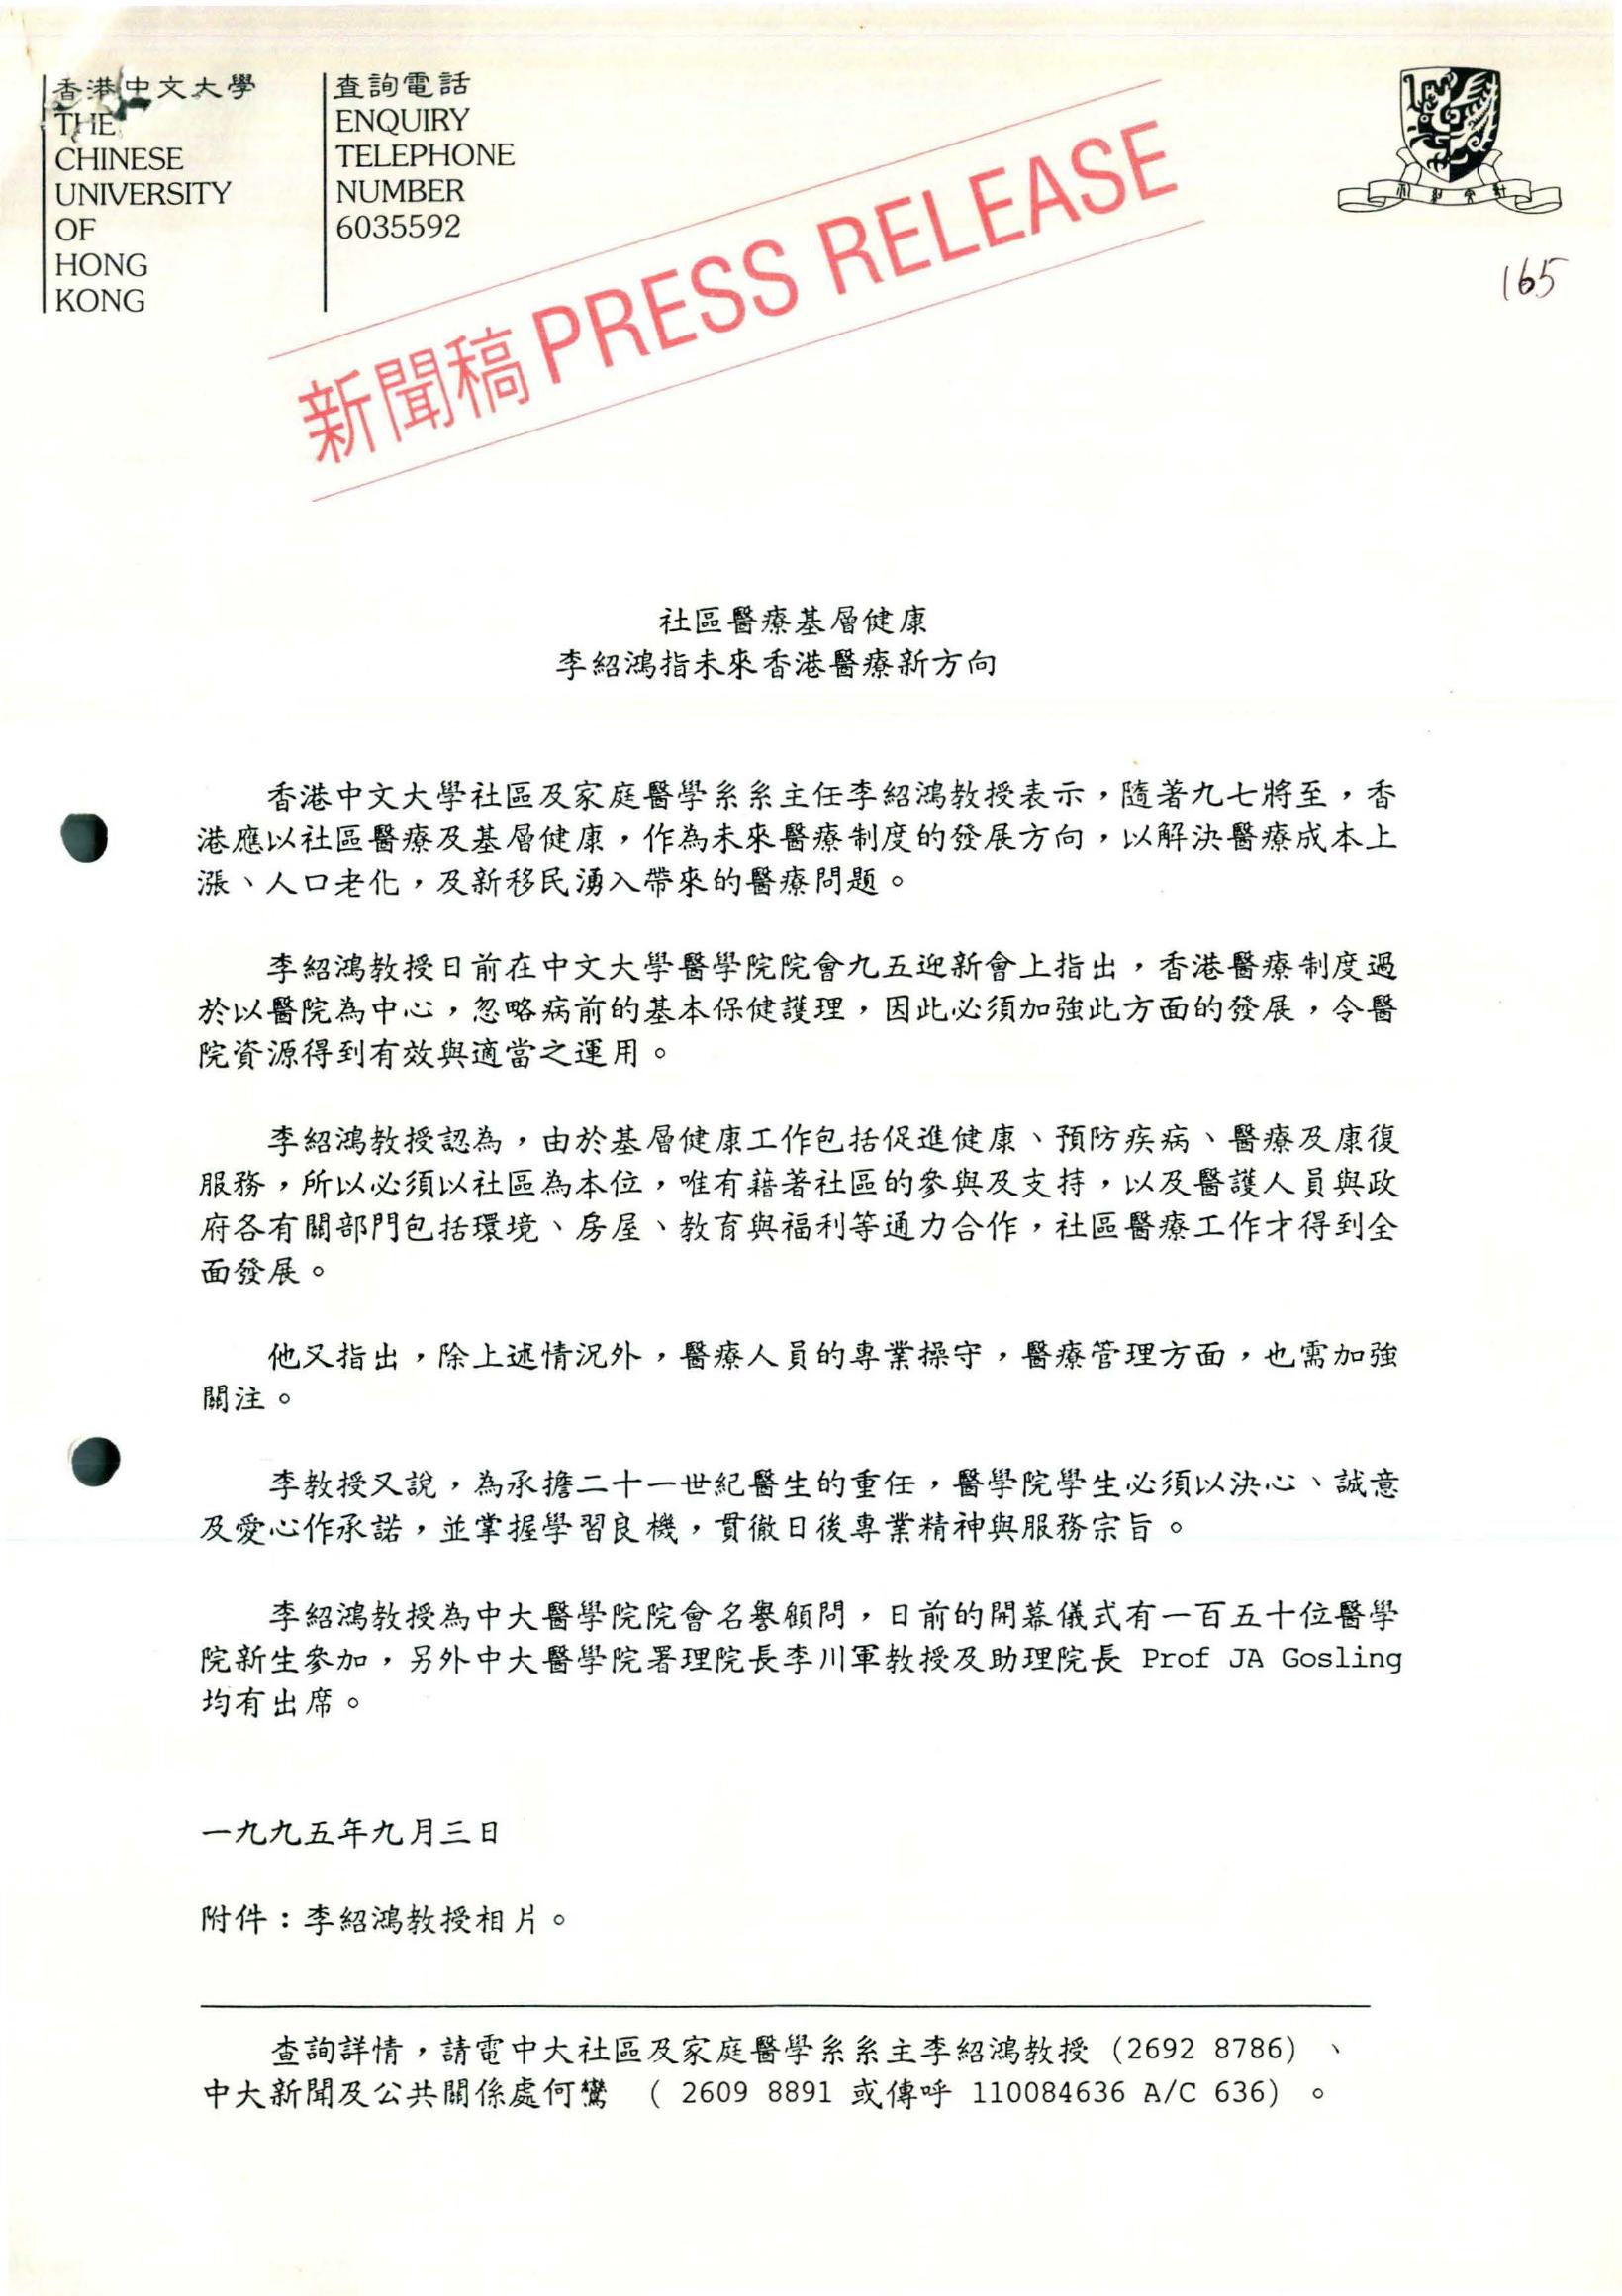 香港中文大學
THE
CHINESE
UNIVERSITY
OF
HONG
KONG
查詢電話
ENQUIRY
TELEPHONE
NUMBER
6035592
新聞稿 PRESS RELEASE
165
社區醫療基層健康
李紹鴻指未來香港醫療新方向
香港中文大學社區及家庭醫學系系主任李紹鴻教授表示，隨著九七將至，香
港應以社區醫療及基層健康，作為未來醫療制度的發展方向，以解決醫療成本上
漲、人口老化，及新移民湧入帶來的醫療問題。
李紹鴻教授日前在中文大學醫學院院會九五迎新會上指出，香港醫療制度過
於以醫院為中心，忽略病前的基本保健護理，因此必須加強此方面的發展，令醫
院資源得到有效與適當之運用。
李紹鴻教授認為，由於基層健康工作包括促進健康、預防疾病、醫療及康復
服務，所以必須以社區為本位，唯有藉著社區的參與及支持，以及醫護人員與政
府各有關部門包括環境、房屋、教育與福利等通力合作，社區醫療工作才得到全
面發展。
他又指出，除上述情況外，醫療人員的專業操守，醫療管理方面，也需加強
關注。
李教授又說，為承擔二十一世紀醫生的重任，醫學院學生必須以決心、誠意
及愛心作承諾，並掌握學習良機，貫徹日後專業精神與服務宗旨。
李紹鴻教授為中大醫學院院會名譽顧問，日前的開幕儀式有一百五十位醫學
院新生參加，另外中大醫學院署理院長李川軍教授及助理院長 Prof JA Gosling
均有出席。
一九九五年九月三日
附件：李紹鴻教授相片。
查詢詳情，請電中大社區及家庭醫學系系主李紹鴻教授 (2692 8786) 、
中大新聞及公共關係處何鸞 ( 2609 8891 或傳呼 110084636 A/C 636) 。